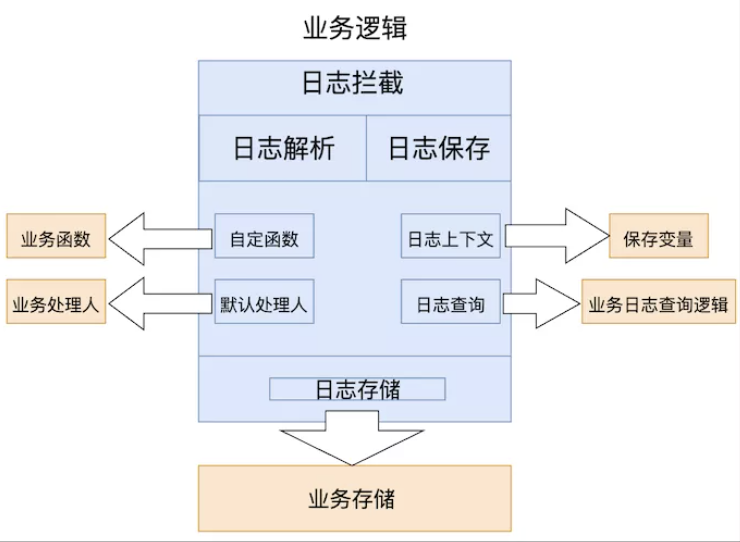 业务逻辑
日志拦截
日志解析
日志保存
业务函数
自定函数
日志上下文
保存变量
业务处理人
默认处理人
日志查询
业务日志查询逻辑
日志存储
业务存储